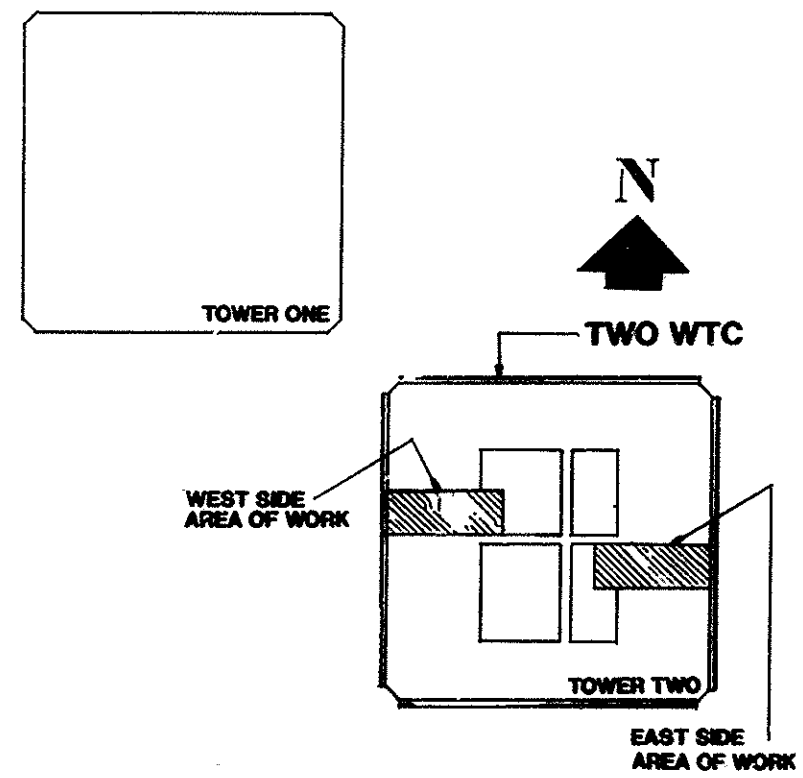 TOWER ONE
N
TWO WTC
WEST SIDE
AREA OF WORK
TOWER TWO
EAST SIDE
AREA OF WORK